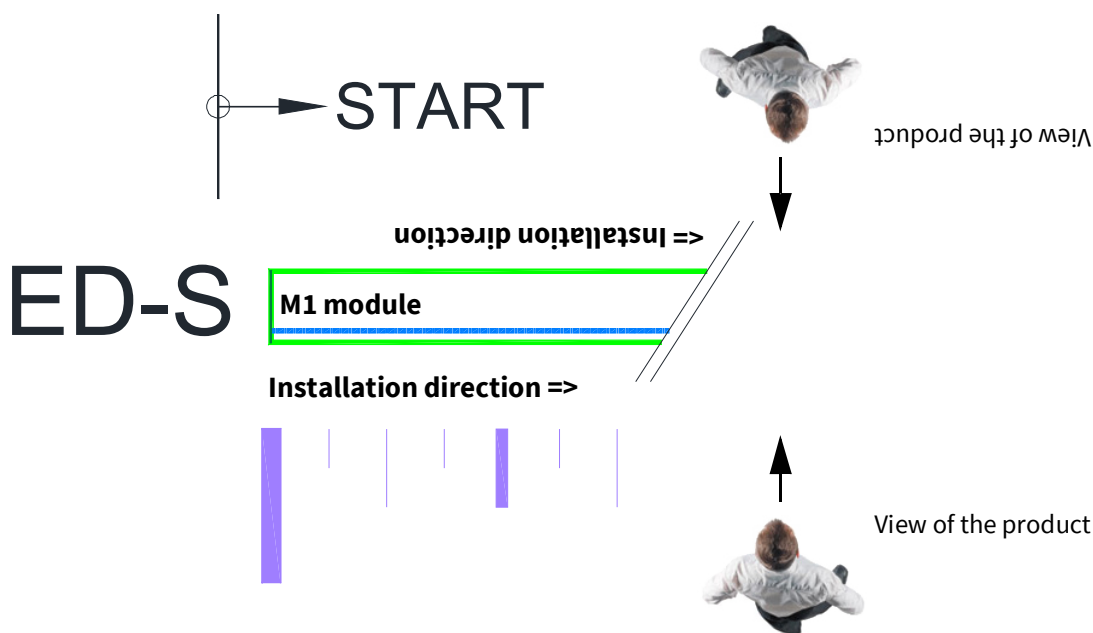 START
View of the product
Installation direction =>
ED-S
M1 module
Installation direction =>
View of the product